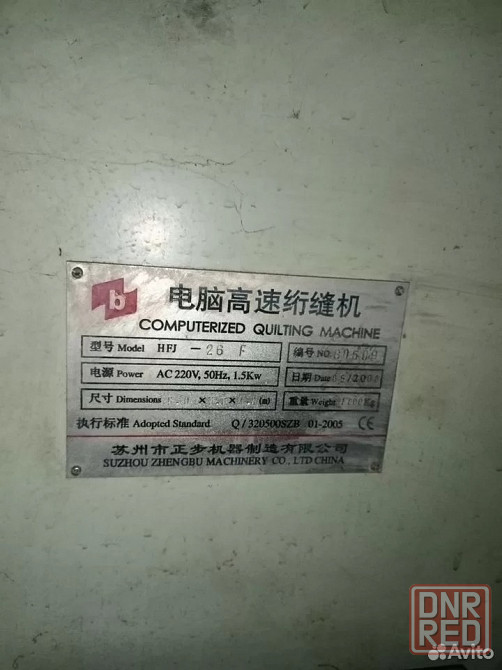 b
电脑高速绗缝机
COMPUTERIZED QUILTING MACHINE
型号 Model HFJ -26 F 编号 NO.
电源 Power AC 220V, 50Hz, 1.5Kw 日期 Date
尺寸 Dimensions × × (m) 重量 Weight Kg
执行标准 Adopted Standard Q/320500SZB 01-2005 CE
苏州市正步机器制造有限公司
SUZHOU ZHENGBU MACHINERY CO., LTD CHINA
DNR
RED
Avito